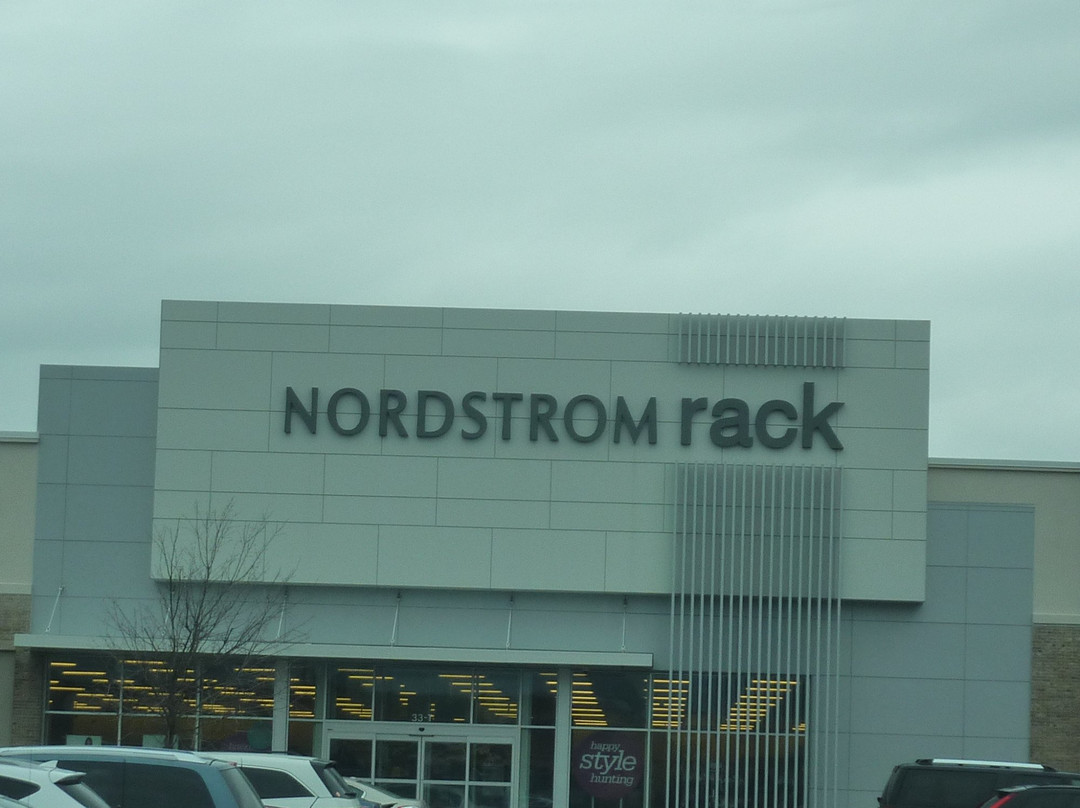 NORDSTROM rack
happy
style
hunting